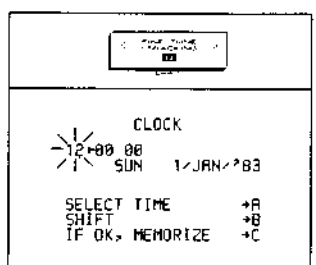 CLOCK
12:00 00
SUN 1/JAN/'83
SELECT TIME →A
SHIFT →B
IF OK, MEMORIZE →C